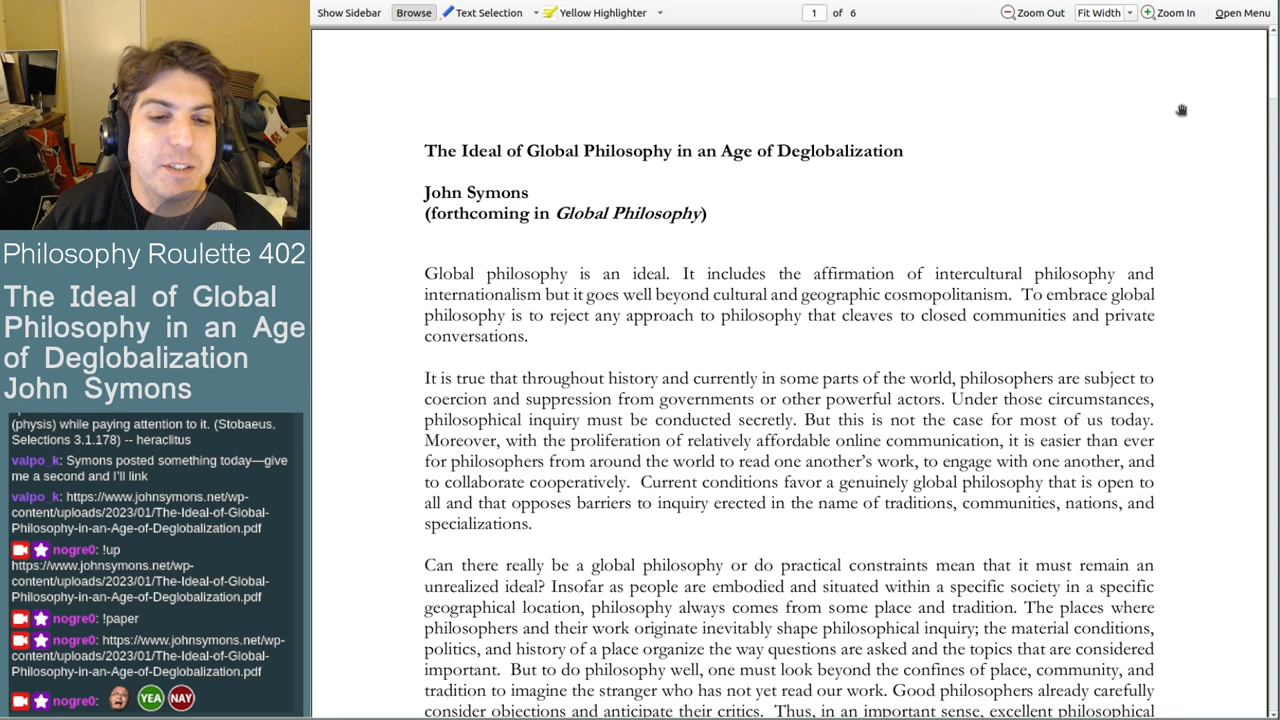 Show Sidebar Browse Text Selection Yellow Highlighter 1 of 6 Zoom Out Fit Width Zoom In Open Menu
The Ideal of Global Philosophy in an Age of Deglobalization
John Symons
(forthcoming in Global Philosophy)
Global philosophy is an ideal. It includes the affirmation of intercultural philosophy and
internationalism but it goes well beyond cultural and geographic cosmopolitanism. To embrace global
philosophy is to reject any approach to philosophy that cleaves to closed communities and private
conversations.
It is true that throughout history and currently in some parts of the world, philosophers are subject to
coercion and suppression from governments or other powerful actors. Under those circumstances,
philosophical inquiry must be conducted secretly. But this is not the case for most of us today.
Moreover, with the proliferation of relatively affordable online communication, it is easier than ever
for philosophers from around the world to read one another's work, to engage with one another, and
to collaborate cooperatively. Current conditions favor a genuinely global philosophy that is open to
all and that opposes barriers to inquiry erected in the name of traditions, communities, nations, and
specializations.
Can there really be a global philosophy or do practical constraints mean that it must remain an
unrealized ideal? Insofar as people are embodied and situated within a specific society in a specific
geographical location, philosophy always comes from some place and tradition. The places where
philosophers and their work originate inevitably shape philosophical inquiry; the material conditions,
politics, and history of a place organize the way questions are asked and the topics that are considered
important. But to do philosophy well, one must look beyond the confines of place, community, and
tradition to imagine the stranger who has not yet read our work. Good philosophers already carefully
consider objections and anticipate their critics. Thus, in an important sense, excellent philosophical
Philosophy Roulette 402
The Ideal of Global
Philosophy in an Age
of Deglobalization
John Symons
(physis) while paying attention to it. (Stobaeus,
Selections 3.1.178) -- heraclitus
valpo_k: Symons posted something today—give
me a second and I'll link
valpo_k: https://www.johnsymons.net/wp-
content/uploads/2023/01/The-Ideal-of-Global-
Philosophy-in-an-Age-of-Deglobalization.pdf
nogre0: !up
https://www.johnsymons.net/wp-
content/uploads/2023/01/The-Ideal-of-Global-
Philosophy-in-an-Age-of-Deglobalization.pdf
nogre0: !paper
nogre0: https://www.johnsymons.net/wp-
content/uploads/2023/01/The-Ideal-of-Global-
Philosophy-in-an-Age-of-Deglobalization.pdf
nogre0: YEA NAY